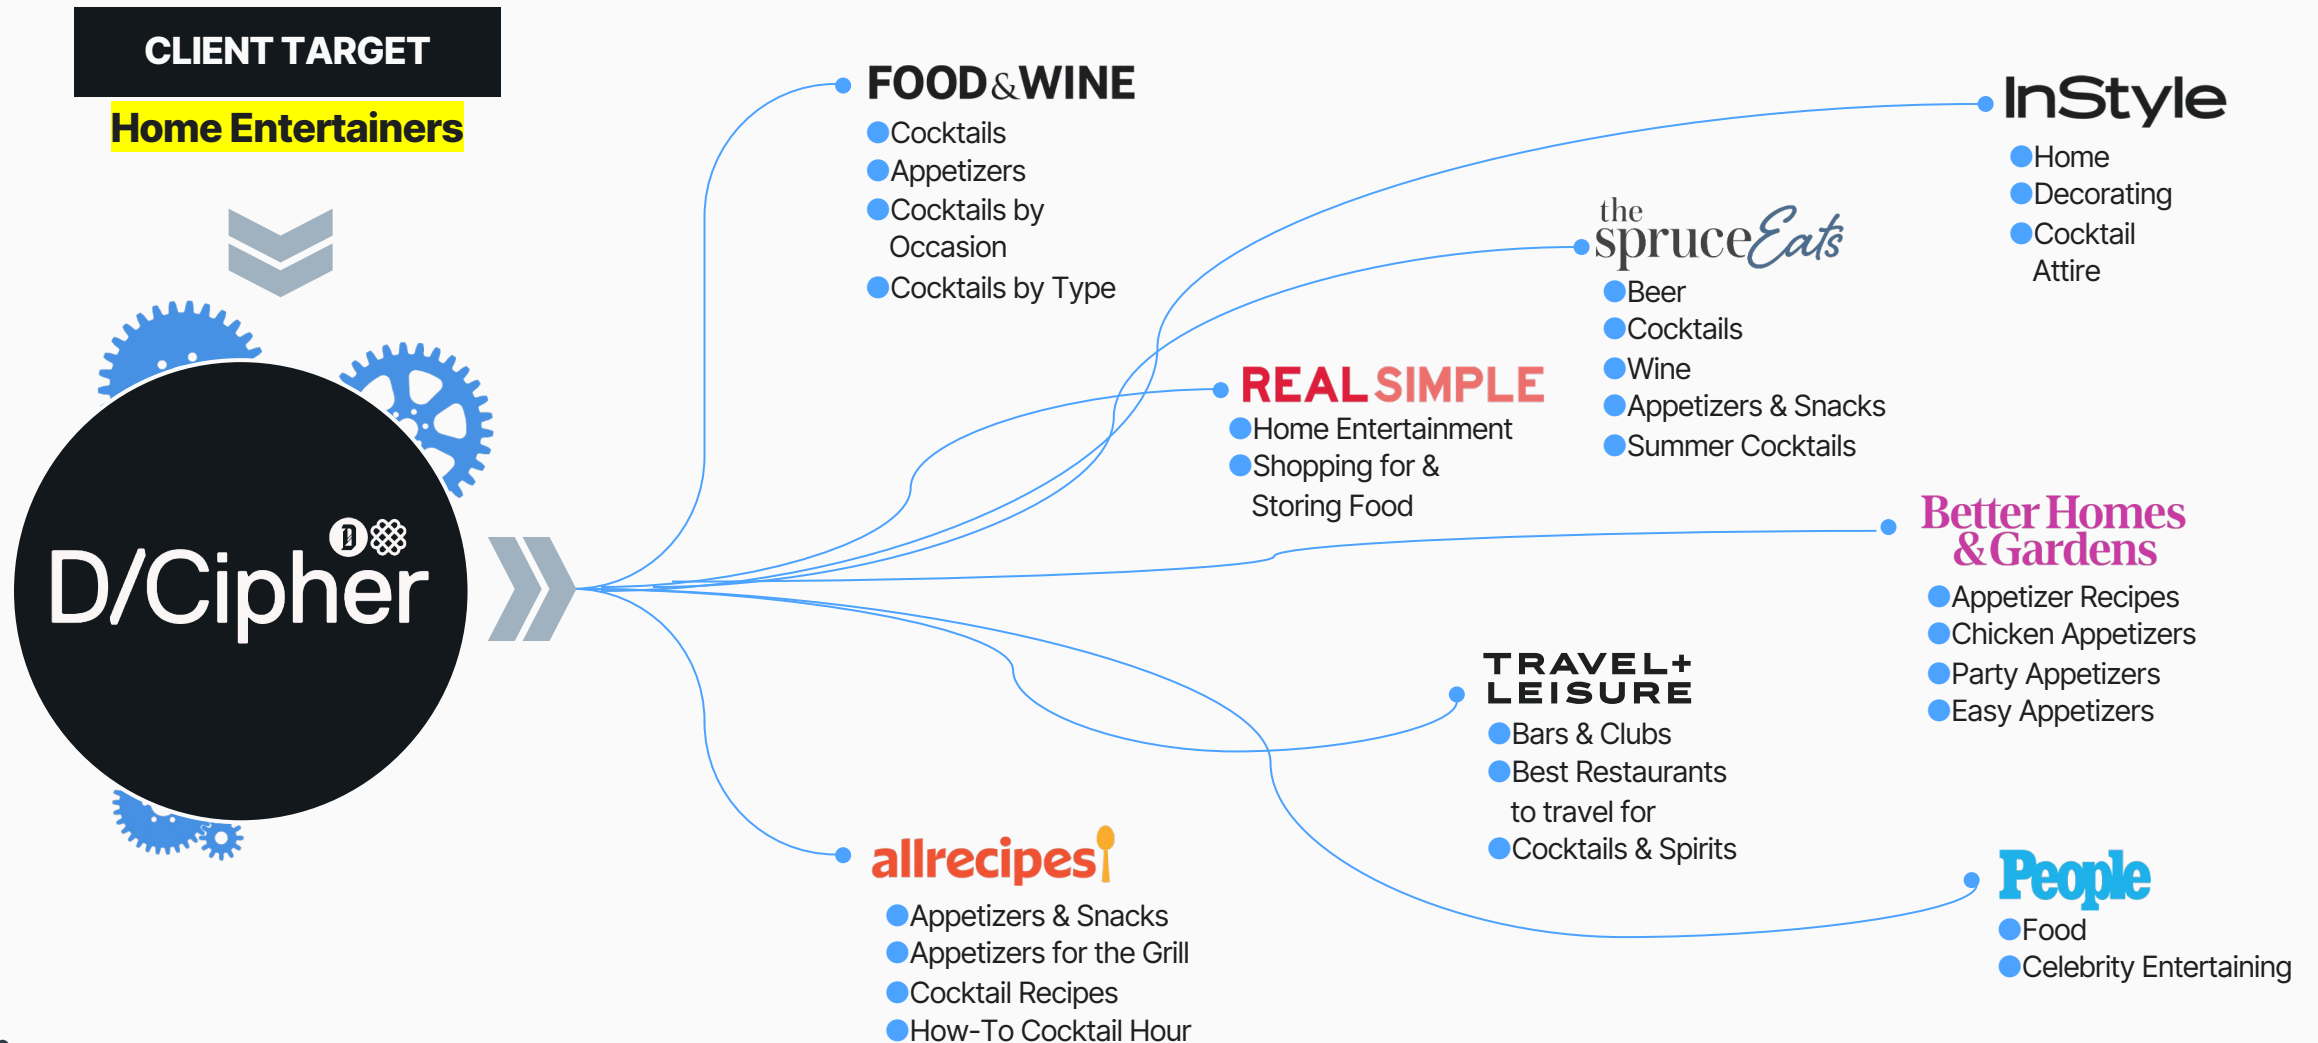 CLIENT TARGET
Home Entertainers
D/Cipher
FOOD&WINE
Cocktails
Appetizers
Cocktails by
Occasion
Cocktails by Type
InStyle
Home
Decorating
Cocktail
Attire
the
spruceEats
Beer
Cocktails
Wine
Appetizers & Snacks
Summer Cocktails
REAL SIMPLE
Home Entertainment
Shopping for &
Storing Food
Better Homes
&Gardens
Appetizer Recipes
Chicken Appetizers
Party Appetizers
Easy Appetizers
TRAVEL+
LEISURE
Bars & Clubs
Best Restaurants
to travel for
Cocktails & Spirits
allrecipes
Appetizers & Snacks
Appetizers for the Grill
Cocktail Recipes
How-To Cocktail Hour
People
Food
Celebrity Entertaining